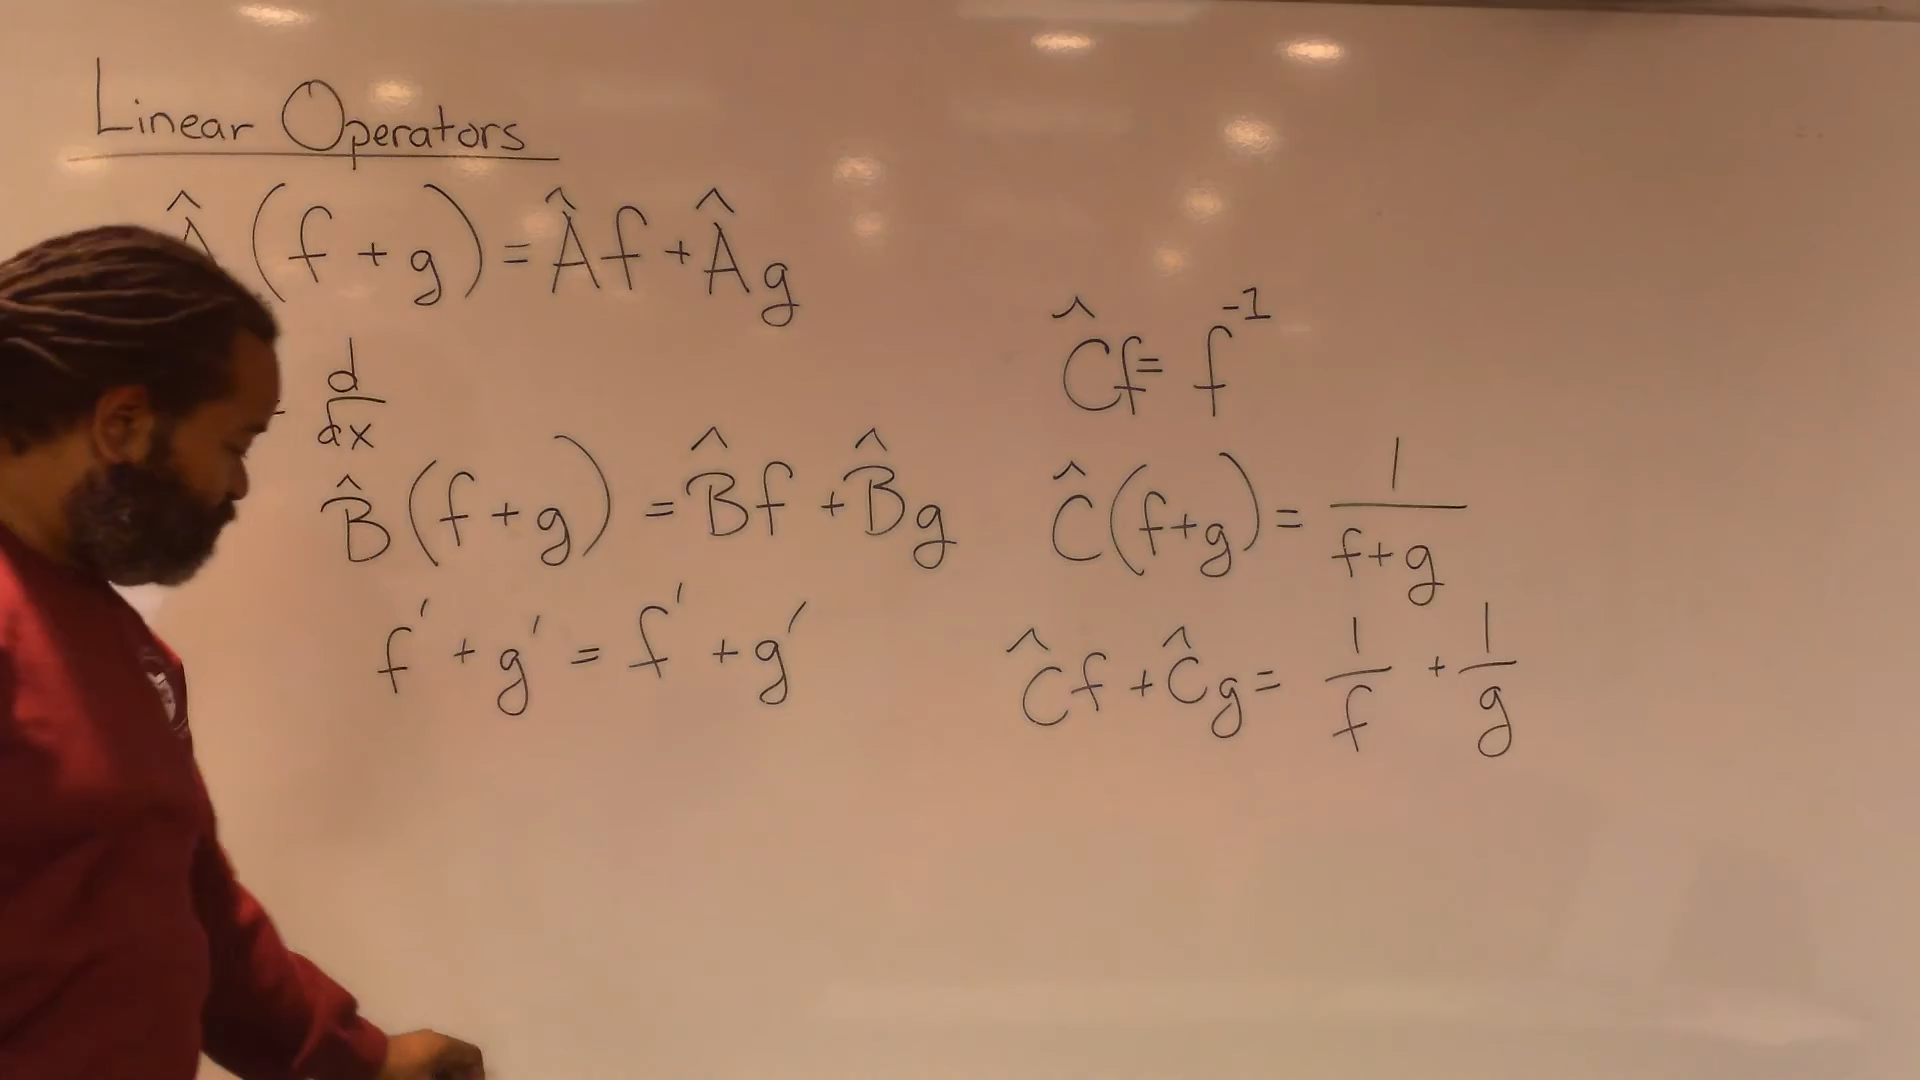 Linear Operators
Â (f + g) = Âf + Âg
d/dx
B̂(f + g) = B̂f + B̂g
f' + g' = f' + g'
Ĉf = f⁻¹
Ĉ(f+g) = 1/(f+g)
Ĉf + Ĉg = 1/f + 1/g